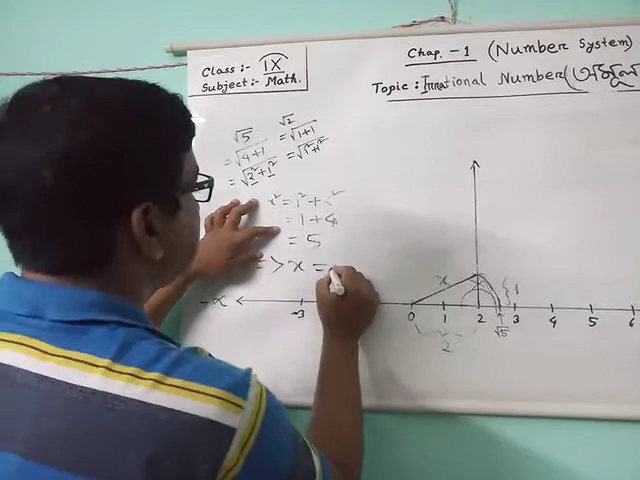 Class :- IX
Subject :- Math.
Chap. - 1 (Number System)
Topic : Irrational Number (
√5
= √4+1
= √2²+1²
√2
= √1+1
= √1²+1²
x² = 1² + 2²
= 1 + 4
= 5
=> x =
x
1
-∝
-3
0 1 2 √5 3 4 5 6
2